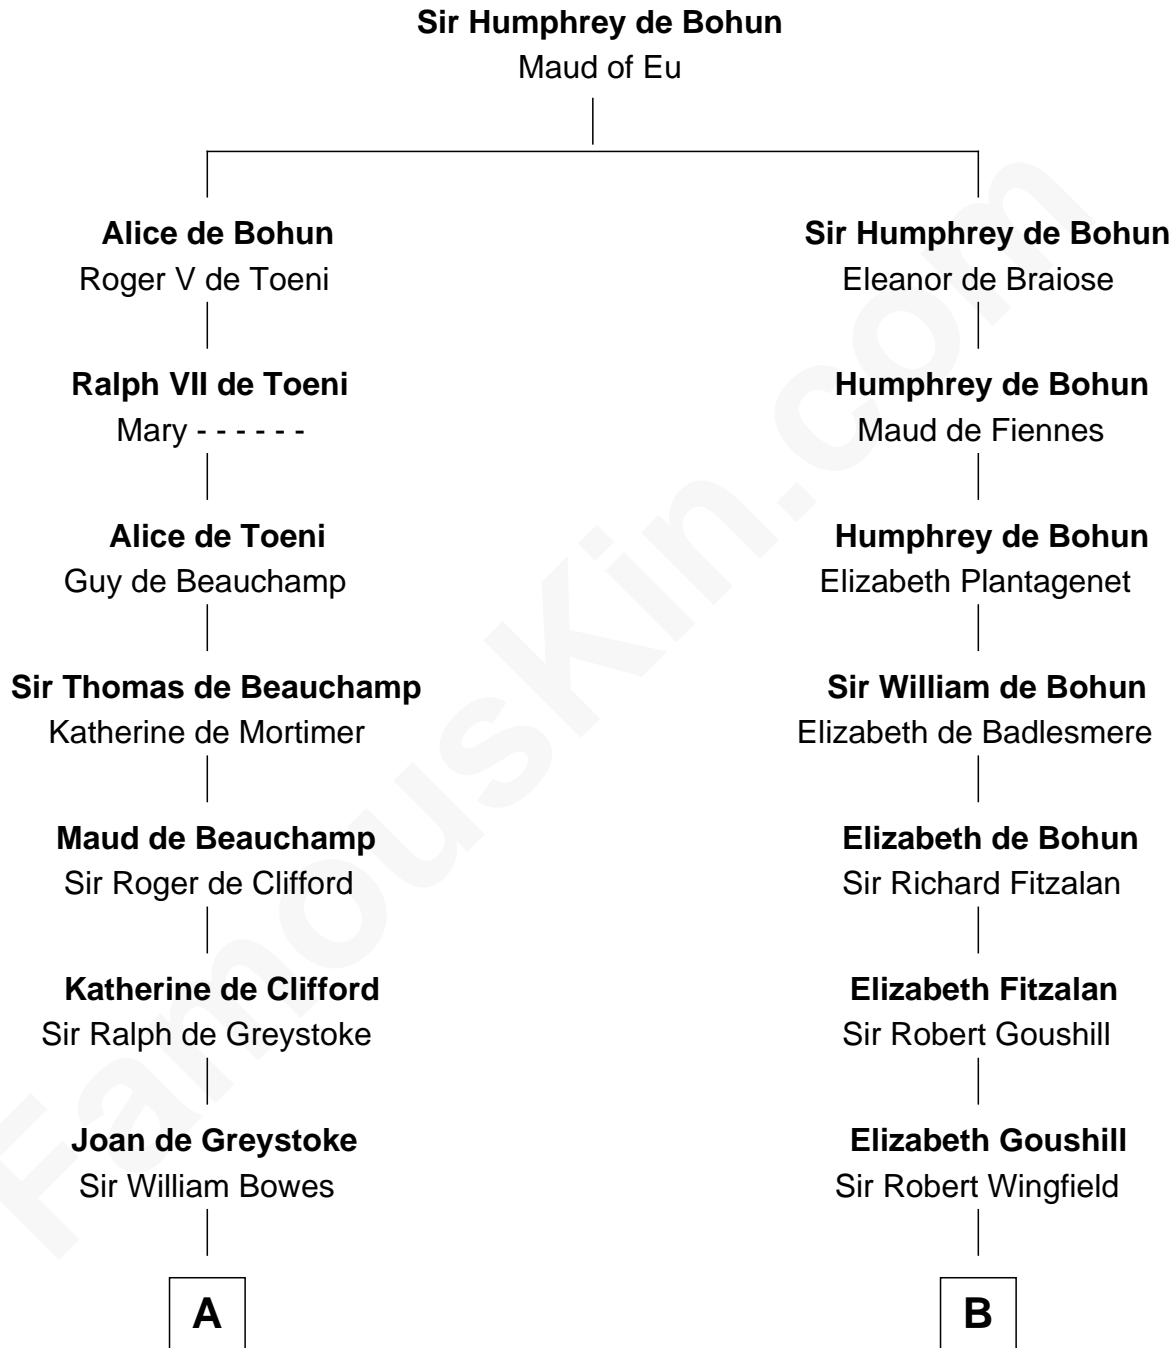 Sir Humphrey de Bohun
Maud of Eu
Alice de Bohun
Roger V de Toeni
Ralph VII de Toeni
Mary - - - - - -
Alice de Toeni
Guy de Beauchamp
Sir Thomas de Beauchamp
Katherine de Mortimer
Maud de Beauchamp
Sir Roger de Clifford
Katherine de Clifford
Sir Ralph de Greystoke
Joan de Greystoke
Sir William Bowes
A
Sir Humphrey de Bohun
Eleanor de Braiose
Humphrey de Bohun
Maud de Fiennes
Humphrey de Bohun
Elizabeth Plantagenet
Sir William de Bohun
Elizabeth de Badlesmere
Elizabeth de Bohun
Sir Richard Fitzalan
Elizabeth Fitzalan
Sir Robert Goushill
Elizabeth Goushill
Sir Robert Wingfield
B
FamousKin.com